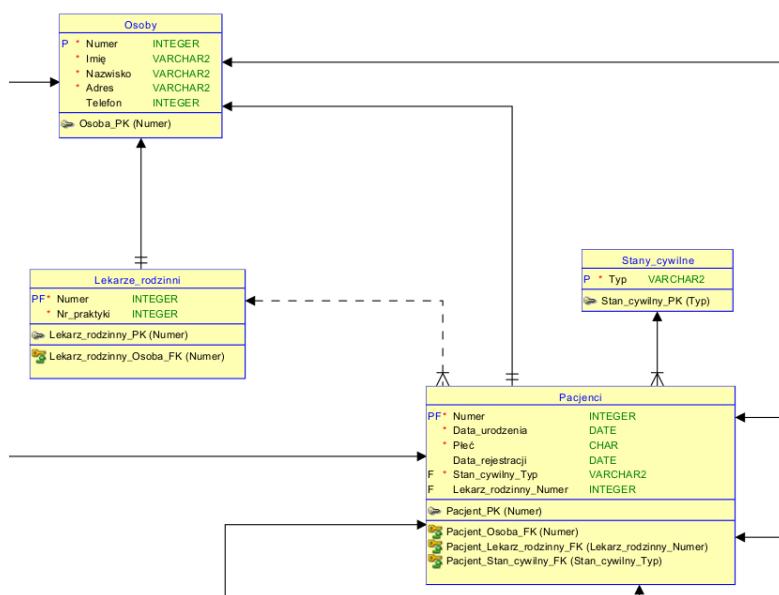 Osoby
P * Numer INTEGER
* Imię VARCHAR2
* Nazwisko VARCHAR2
* Adres VARCHAR2
Telefon INTEGER
Osoba_PK (Numer)
Lekarze_rodzinni
PF* Numer INTEGER
* Nr_praktyki INTEGER
Lekarz_rodzinny_PK (Numer)
Lekarz_rodzinny_Osoba_FK (Numer)
Stany_cywilne
P * Typ VARCHAR2
Stan_cywilny_PK (Typ)
Pacjenci
PF* Numer INTEGER
* Data_urodzenia DATE
* Płeć CHAR
Data_rejestracji DATE
F * Stan_cywilny_Typ VARCHAR2
F Lekarz_rodzinny_Numer INTEGER
Pacjent_PK (Numer)
Pacjent_Osoba_FK (Numer)
Pacjent_Lekarz_rodzinny_FK (Lekarz_rodzinny_Numer)
Pacjent_Stan_cywilny_FK (Stan_cywilny_Typ)